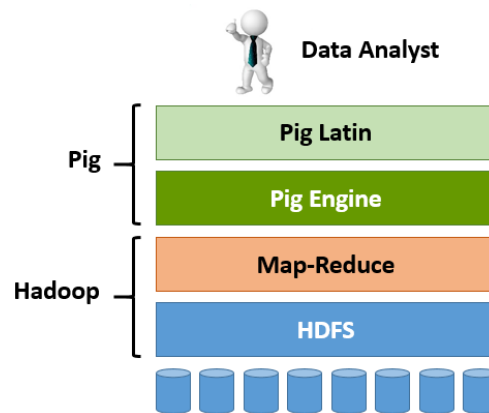 Data Analyst
Pig
Pig Latin
Pig Engine
Hadoop
Map-Reduce
HDFS